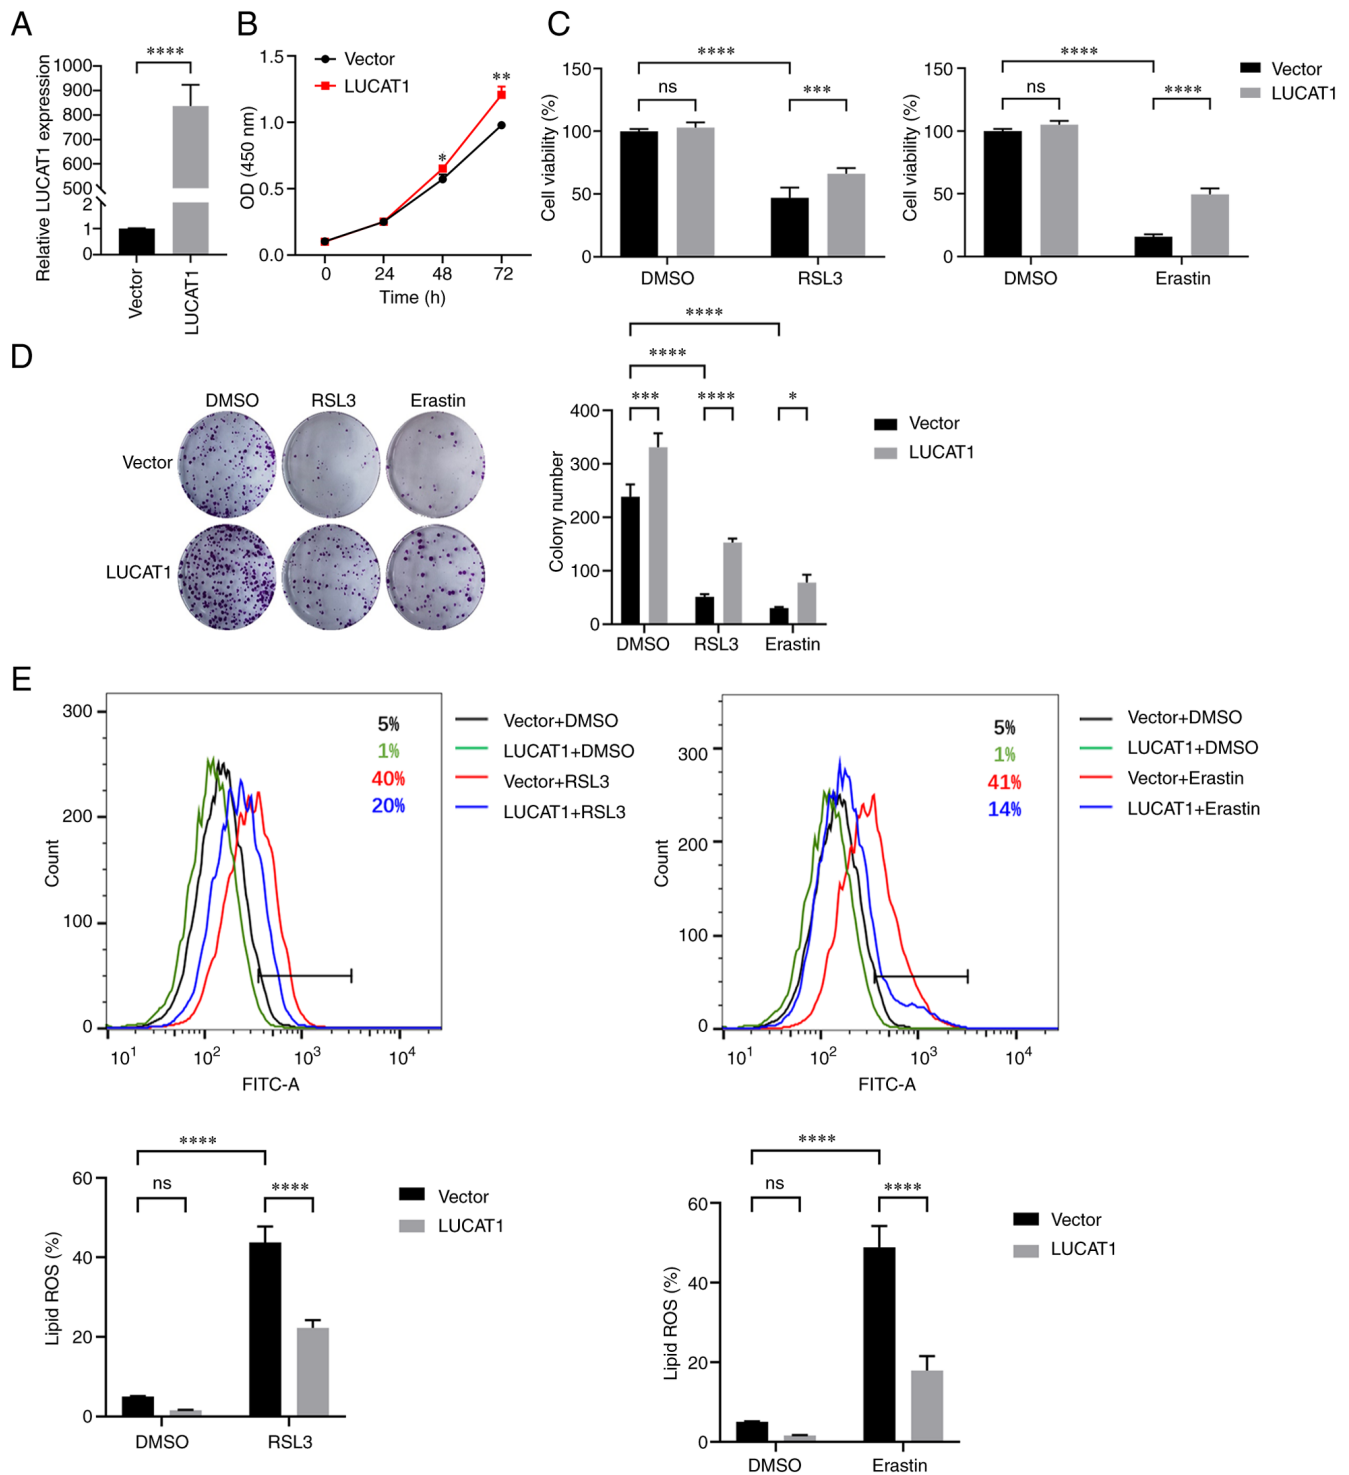 A
Relative LUCAT1 expression
1000
900
800
700
600
500
2
1
0
****
Vector
LUCAT1
B
OD (450 nm)
1.5
1.0
0.5
0.0
Vector
LUCAT1
*
**
0 24 48 72
Time (h)
C
Cell viability (%)
150
100
50
0
****
ns
***
DMSO RSL3
Cell viability (%)
150
100
50
0
****
ns
****
DMSO Erastin
Vector
LUCAT1
D
DMSO RSL3 Erastin
Vector
LUCAT1
Colony number
400
300
200
100
0
****
****
*** **** *
DMSO RSL3 Erastin
Vector
LUCAT1
E
Count
300
200
100
0
5%
1%
40%
20%
101 102 103 104
FITC-A
Vector+DMSO
LUCAT1+DMSO
Vector+RSL3
LUCAT1+RSL3
Count
300
200
100
0
5%
1%
41%
14%
101 102 103 104
FITC-A
Vector+DMSO
LUCAT1+DMSO
Vector+Erastin
LUCAT1+Erastin
Lipid ROS (%)
60
40
20
0
****
ns
****
DMSO RSL3
Vector
LUCAT1
Lipid ROS (%)
60
40
20
0
****
ns
****
DMSO Erastin
Vector
LUCAT1